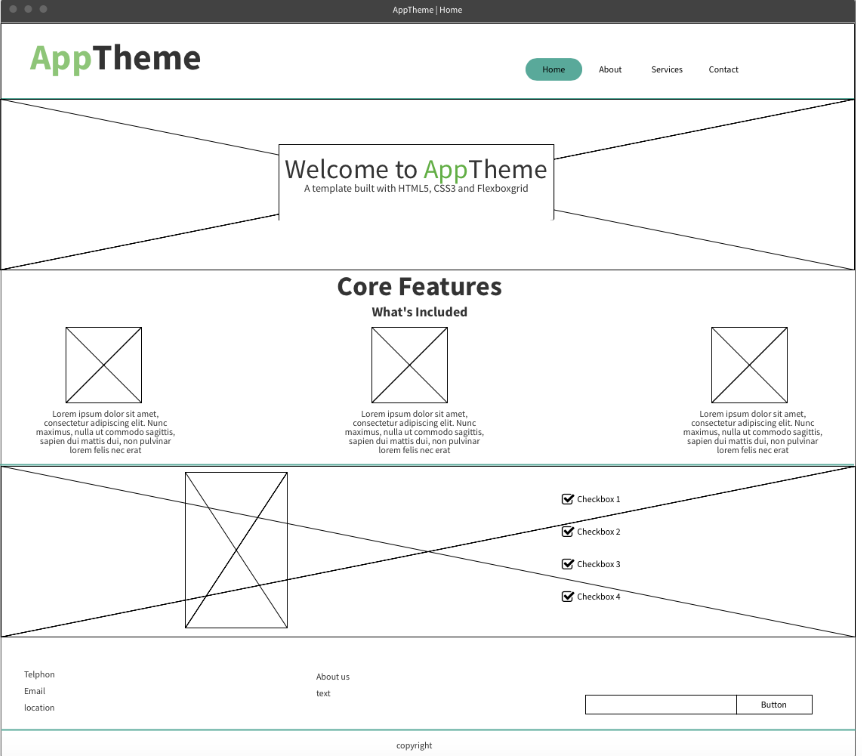 AppTheme | Home
AppTheme
Home About Services Contact
Welcome to AppTheme
A template built with HTML5, CSS3 and Flexboxgrid
Core Features
What's Included
Lorem ipsum dolor sit amet,
consectetur adipiscing elit. Nunc
maximus, nulla ut commodo sagittis,
sapien dui mattis dui, non pulvinar
lorem felis nec erat
Lorem ipsum dolor sit amet,
consectetur adipiscing elit. Nunc
maximus, nulla ut commodo sagittis,
sapien dui mattis dui, non pulvinar
lorem felis nec erat
Lorem ipsum dolor sit amet,
consectetur adipiscing elit. Nunc
maximus, nulla ut commodo sagittis,
sapien dui mattis dui, non pulvinar
lorem felis nec erat
Checkbox 1
Checkbox 2
Checkbox 3
Checkbox 4
Telphon
Email
location
About us
text
Button
copyright